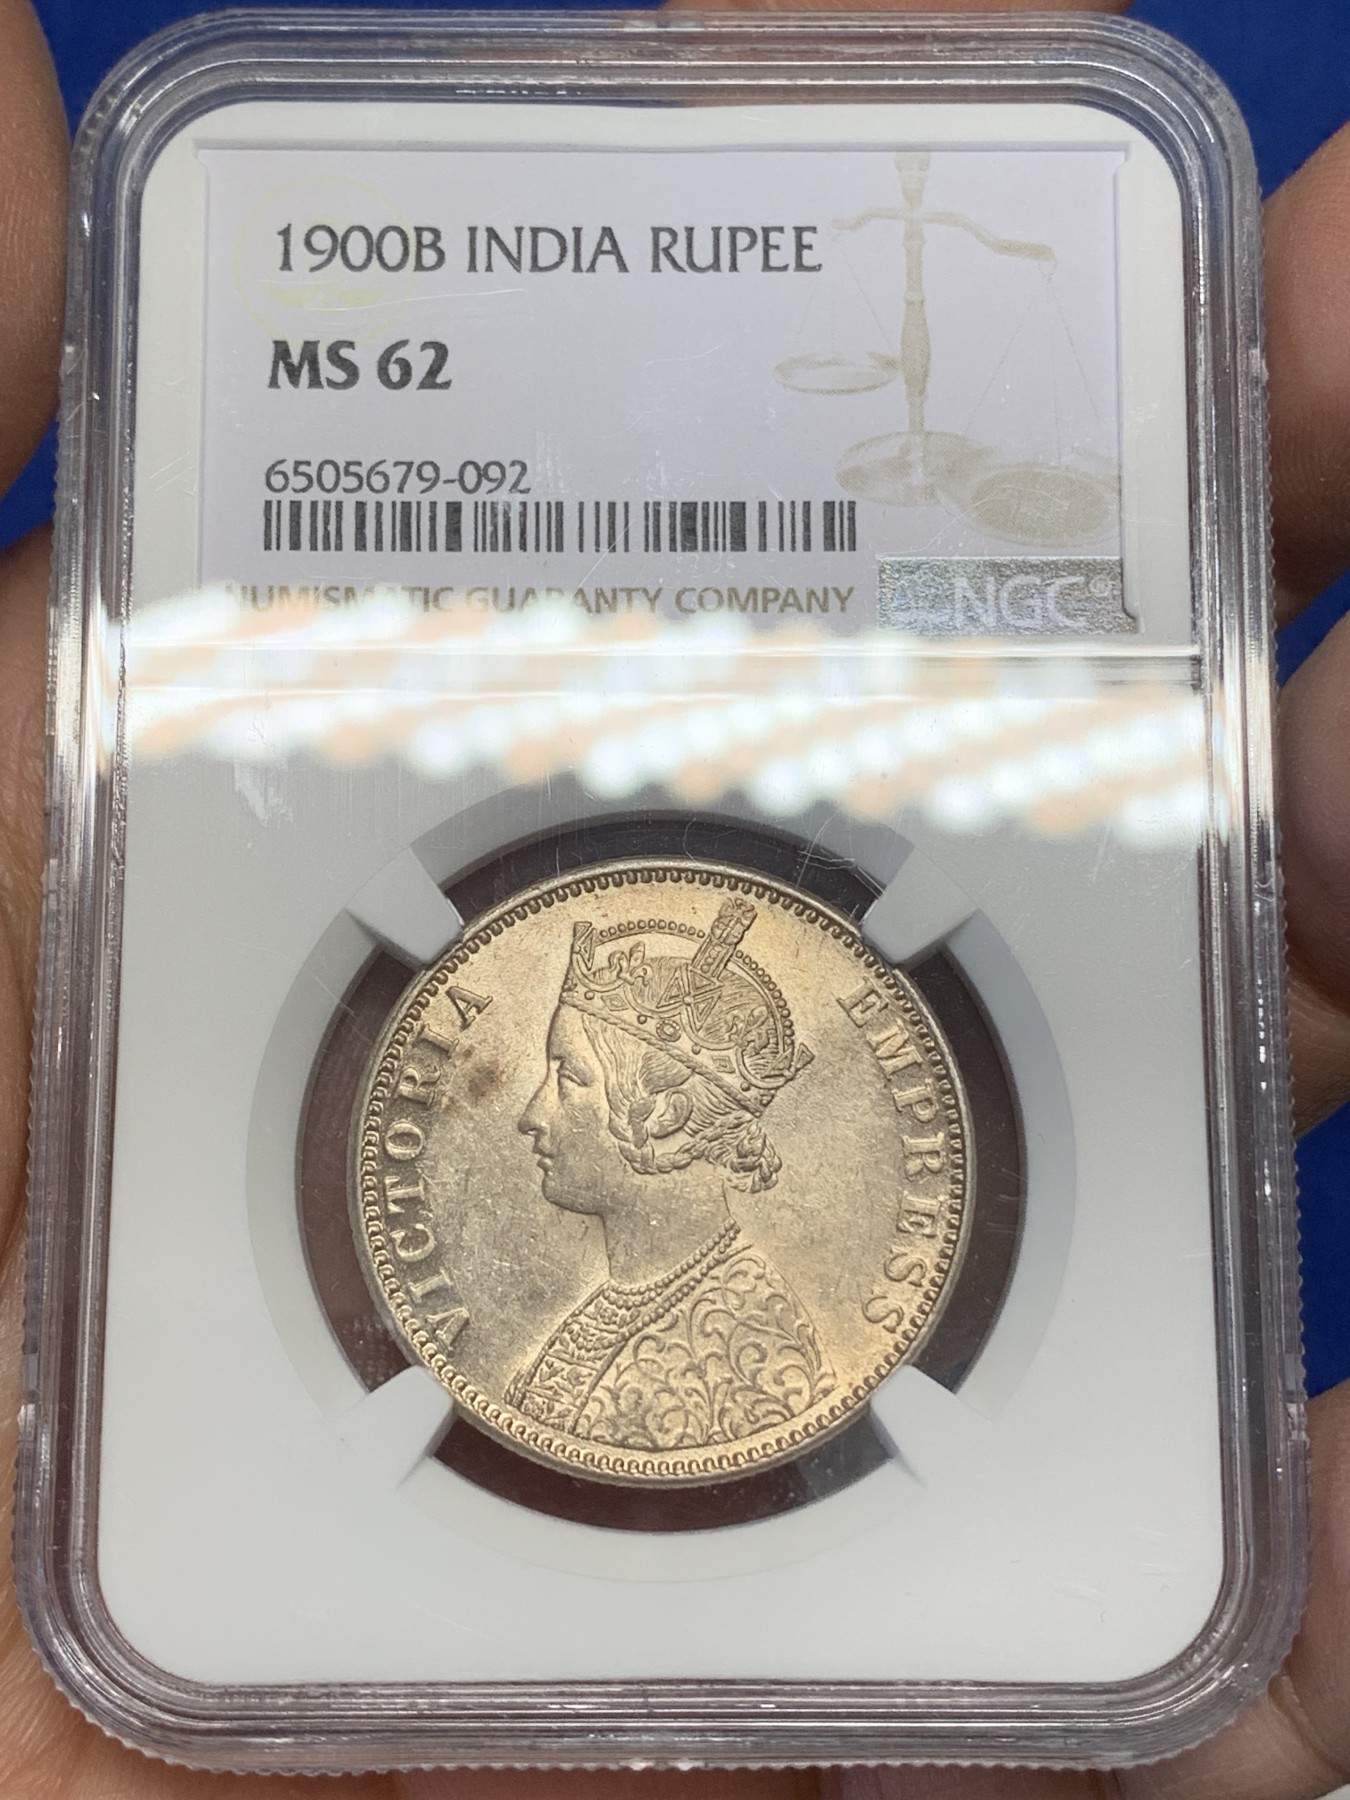 1900B INDIA RUPEE
MS 62
6505679-092
NUMISMATIC GUARANTY COMPANY
NGC®
VICTORIA EMPRESS